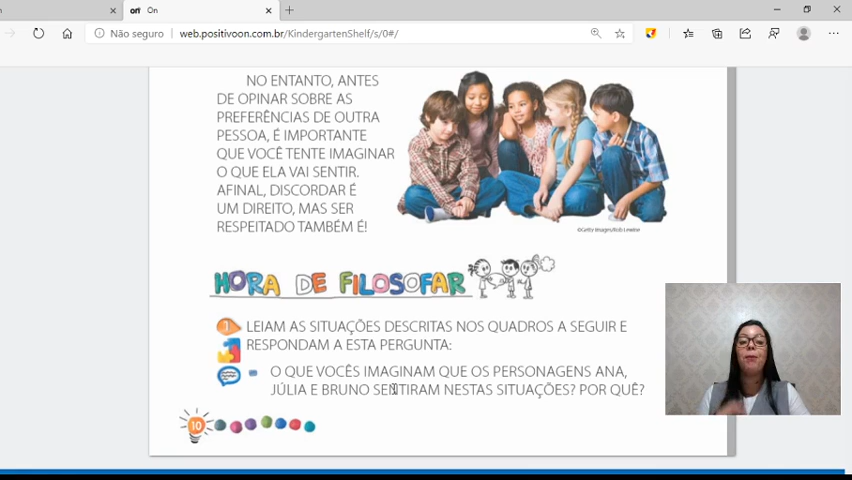 On
Não seguro
web.positivoon.com.br/KindergartenShelf/s/0#/
NO ENTANTO, ANTES
DE OPINAR SOBRE AS
PREFERÊNCIAS DE OUTRA
PESSOA, É IMPORTANTE
QUE VOCÊ TENTE IMAGINAR
O QUE ELA VAI SENTIR.
AFINAL, DISCORDAR É
UM DIREITO, MAS SER
RESPEITADO TAMBÉM É!
HORA DE FILOSOFAR
1
LEIAM AS SITUAÇÕES DESCRITAS NOS QUADROS A SEGUIR E
RESPONDAM A ESTA PERGUNTA:
O QUE VOCÊS IMAGINAM QUE OS PERSONAGENS ANA,
JÚLIA E BRUNO SENTIRAM NESTAS SITUAÇÕES? POR QUÊ?
10